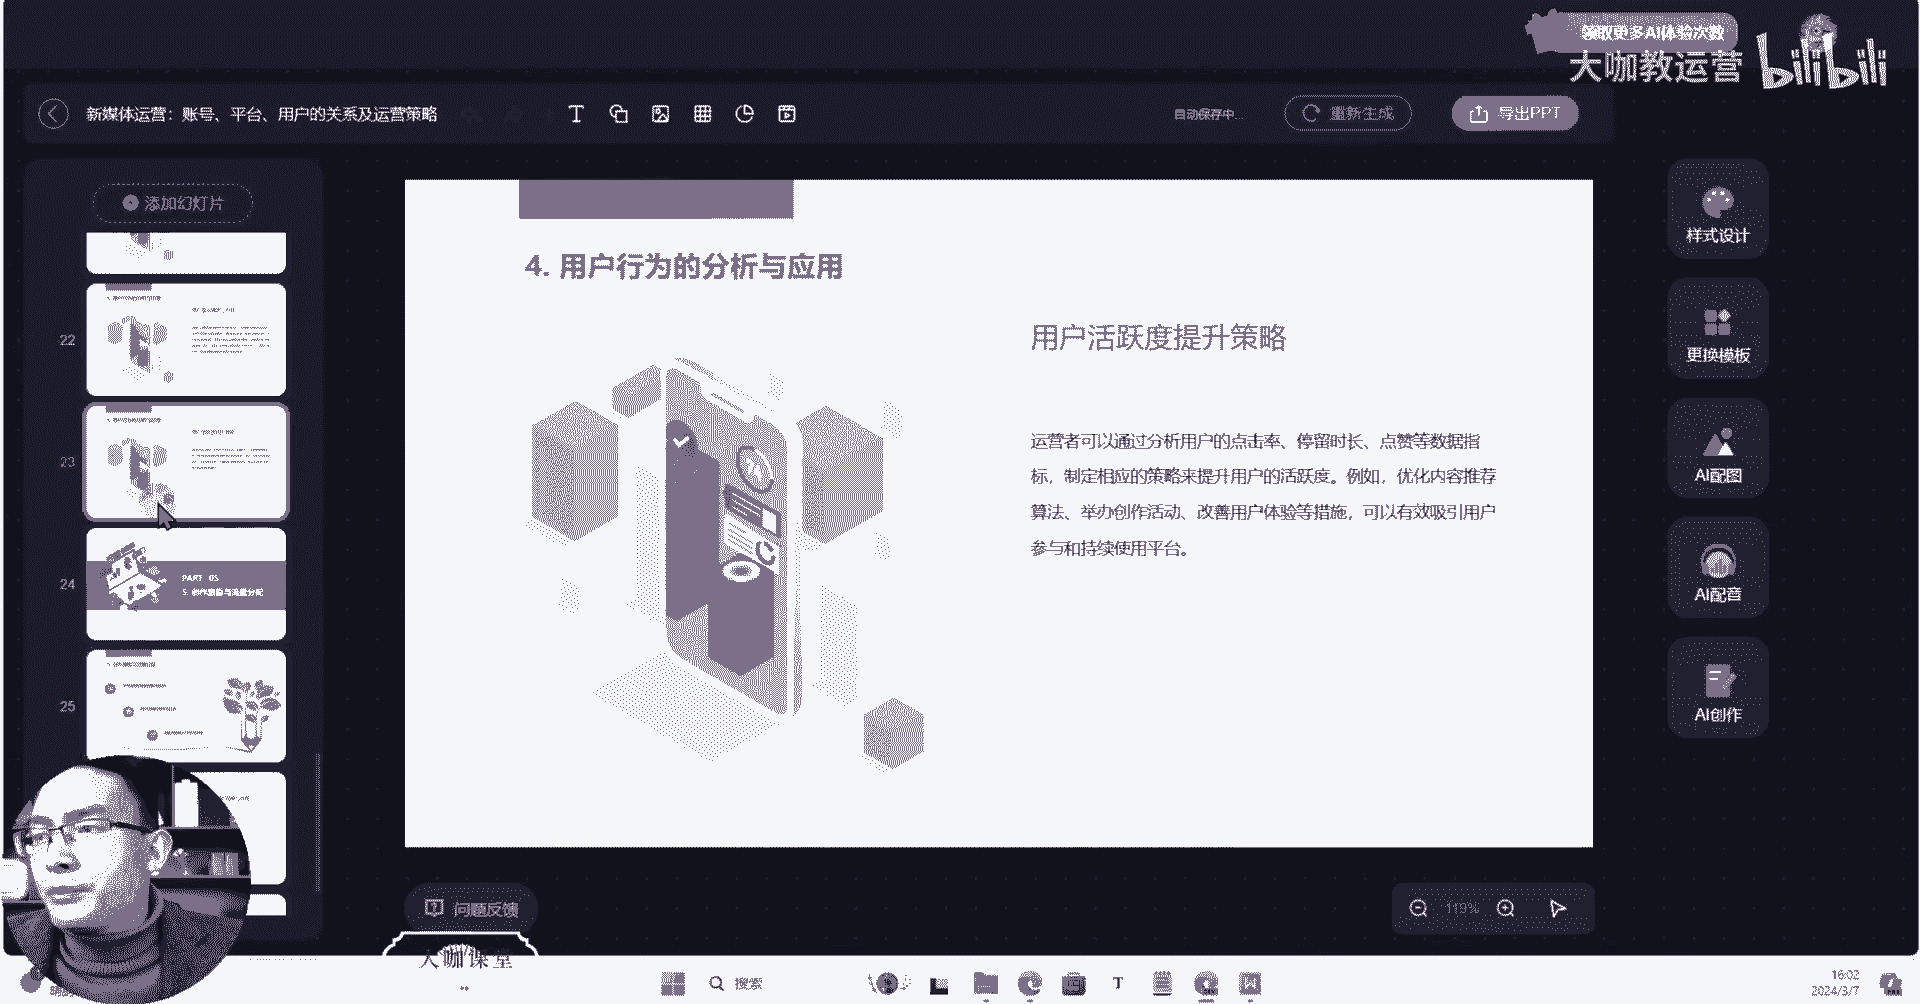 领取更多AI体验次数
大咖教运营 bilibili
新媒体运营：账号、平台、用户的关系及运营策略
自动保存中...
重新生成
导出PPT
添加幻灯片
22
23
24
PART 05
5. 创作激励与流量分配
25
4. 用户行为的分析与应用
用户活跃度提升策略
运营者可以通过分析用户的点击率、停留时长、点赞等数据指
标，制定相应的策略来提升用户的活跃度。例如，优化内容推荐
算法、举办创作活动、改善用户体验等措施，可以有效吸引用户
参与和持续使用平台。
样式设计
更换模板
AI配图
AI配音
AI创作
问题反馈
119%
大咖课堂
搜索
16:02
2024/3/7